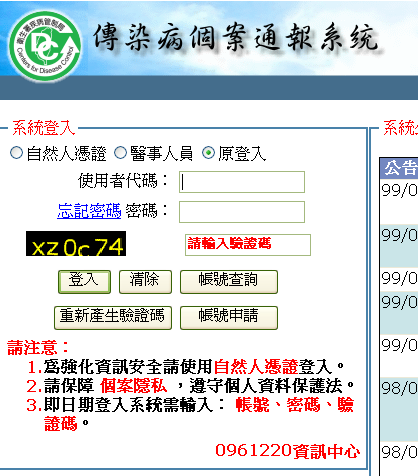 衛生署疾病管制局
CDC
Centers for Disease Control
傳染病個案通報系統
系統登入
自然人憑證 醫事人員 原登入
使用者代碼：
忘記密碼 密碼：
xz0c74 請輸入驗證碼
登入 清除 帳號查詢
重新產生驗證碼 帳號申請
請注意：
1.為強化資訊安全請使用自然人憑證登入。
2.請保障 個案隱私 ，遵守個人資料保護法。
3.即日期登入系統需輸入： 帳號、密碼、驗
證碼。
0961220資訊中心
系統
公告
99/0
99/0
99/0
99/0
99/0
98/0
98/0